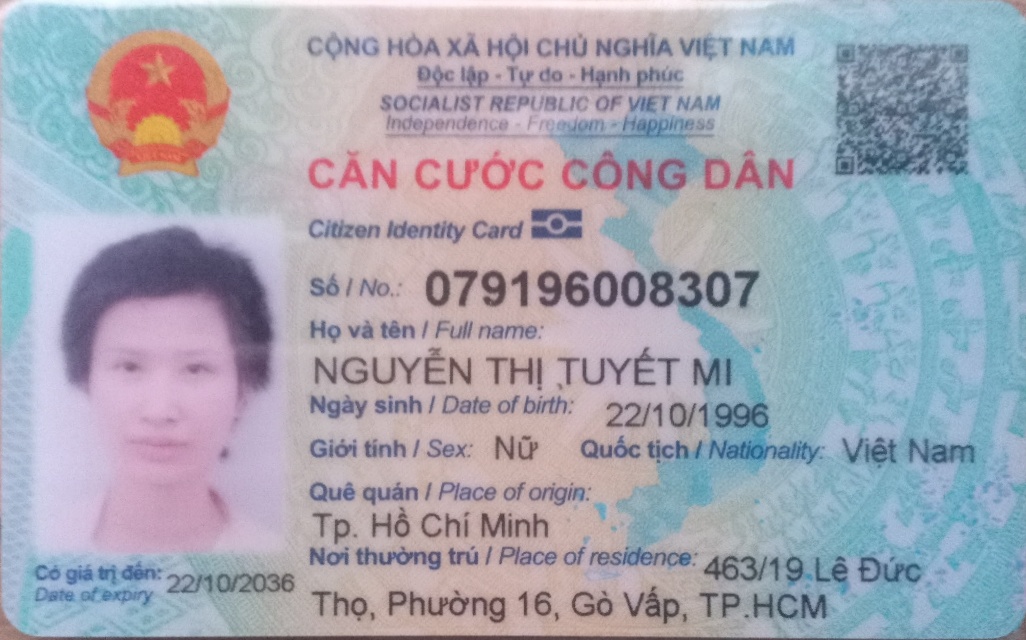 CỘNG HÒA XÃ HỘI CHỦ NGHĨA VIỆT NAM
Độc lập - Tự do - Hạnh phúc
SOCIALIST REPUBLIC OF VIET NAM
Independence - Freedom - Happiness
CĂN CƯỚC CÔNG DÂN
Citizen Identity Card
Số / No.: 079196008307
Họ và tên / Full name:
NGUYỄN THỊ TUYẾT MI
Ngày sinh / Date of birth: 22/10/1996
Giới tính / Sex: Nữ Quốc tịch / Nationality: Việt Nam
Quê quán / Place of origin:
Tp. Hồ Chí Minh
Nơi thường trú / Place of residence: 463/19 Lê Đức
Thọ, Phường 16, Gò Vấp, TP.HCM
Có giá trị đến: 22/10/2036
Date of expiry
VIỆT NAM